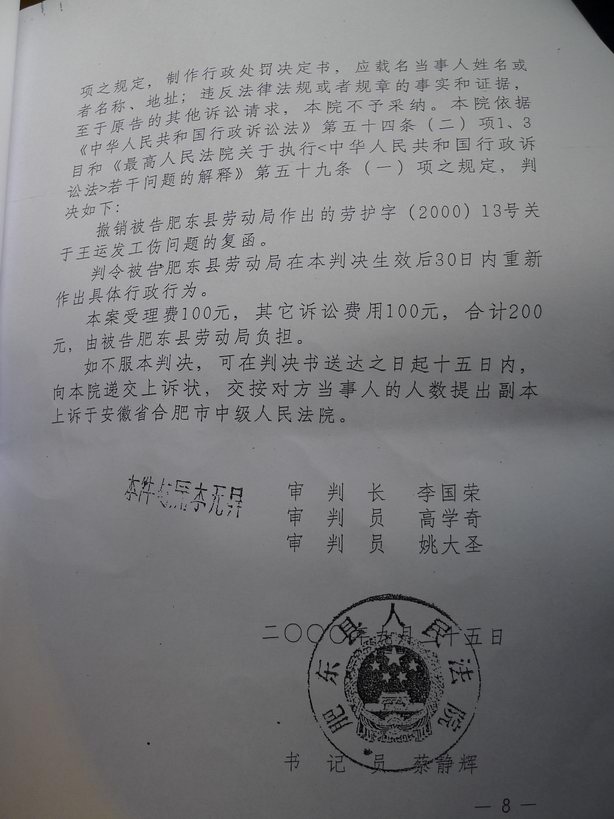 项之规定，制作行政处罚决定书，应载名当事人姓名或
者名称、地址；违反法律法规或者规章的事实和证据，
至于原告的其他诉讼请求，本院不予采纳。本院依据
《中华人民共和国行政诉讼法》第五十四条（二）项1、3
目和《最高人民法院关于执行<中华人民共和国行政诉
讼法>若干问题的解释》第五十九条（一）项之规定，判
决如下：
撤销被告肥东县劳动局作出的劳护字（2000）13号关
于王运发工伤问题的复函。
判令被告肥东县劳动局在本判决生效后30日内重新
作出具体行政行为。
本案受理费100元，其它诉讼费用100元，合计200
元，由被告肥东县劳动局负担。
如不服本判决，可在判决书送达之日起十五日内，
向本院递交上诉状，交按对方当事人的人数提出副本
上诉于安徽省合肥市中级人民法院。
本件与原本无异
审判长 李国荣
审判员 高学奇
审判员 姚大圣
二〇〇〇年九月 十五日
肥东县人民法院
书记员 蔡静辉
— 8 —